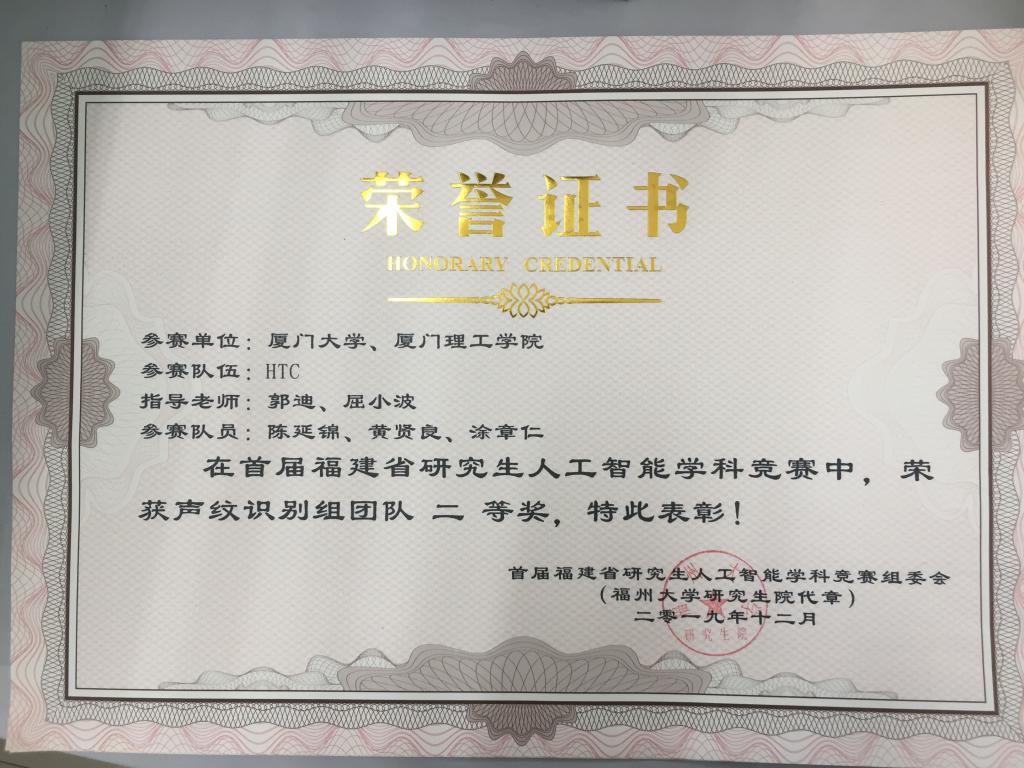 荣誉证书
HONORARY CREDENTIAL
参赛单位：厦门大学、厦门理工学院
参赛队伍：HTC
指导老师：郭迪、屈小波
参赛队员：陈延锦、黄贤良、涂章仁
在首届福建省研究生人工智能学科竞赛中，荣
获声纹识别组团队 二 等奖，特此表彰！
首届福建省研究生人工智能学科竞赛组委会
（福州大学研究生院代章）
二零一九年十二月
研究生院